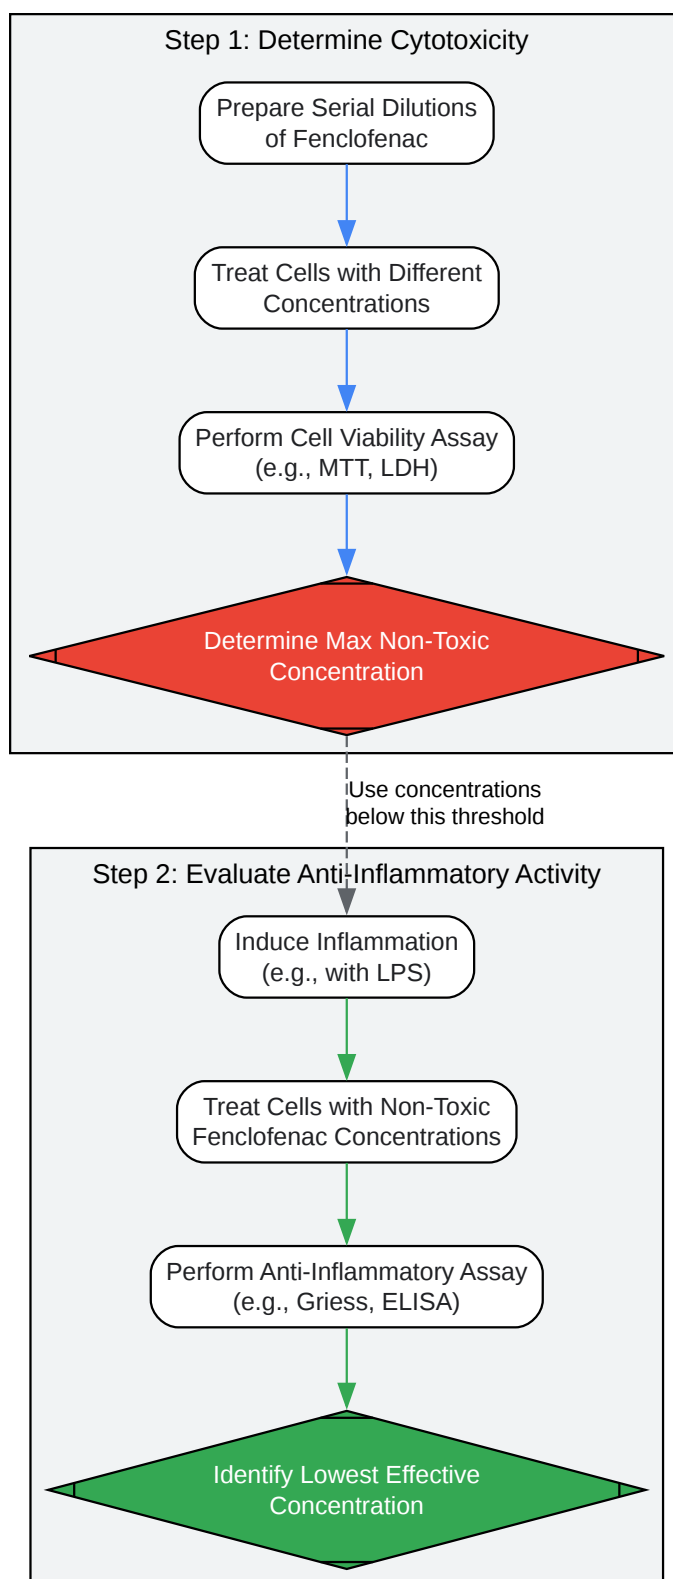 Step 1: Determine Cytotoxicity
Prepare Serial Dilutions
of Fenclofenac
Treat Cells with Different
Concentrations
Perform Cell Viability Assay
(e.g., MTT, LDH)
Determine Max Non-Toxic
Concentration
Use concentrations
below this threshold
Step 2: Evaluate Anti-Inflammatory Activity
Induce Inflammation
(e.g., with LPS)
Treat Cells with Non-Toxic
Fenclofenac Concentrations
Perform Anti-Inflammatory Assay
(e.g., Griess, ELISA)
Identify Lowest Effective
Concentration